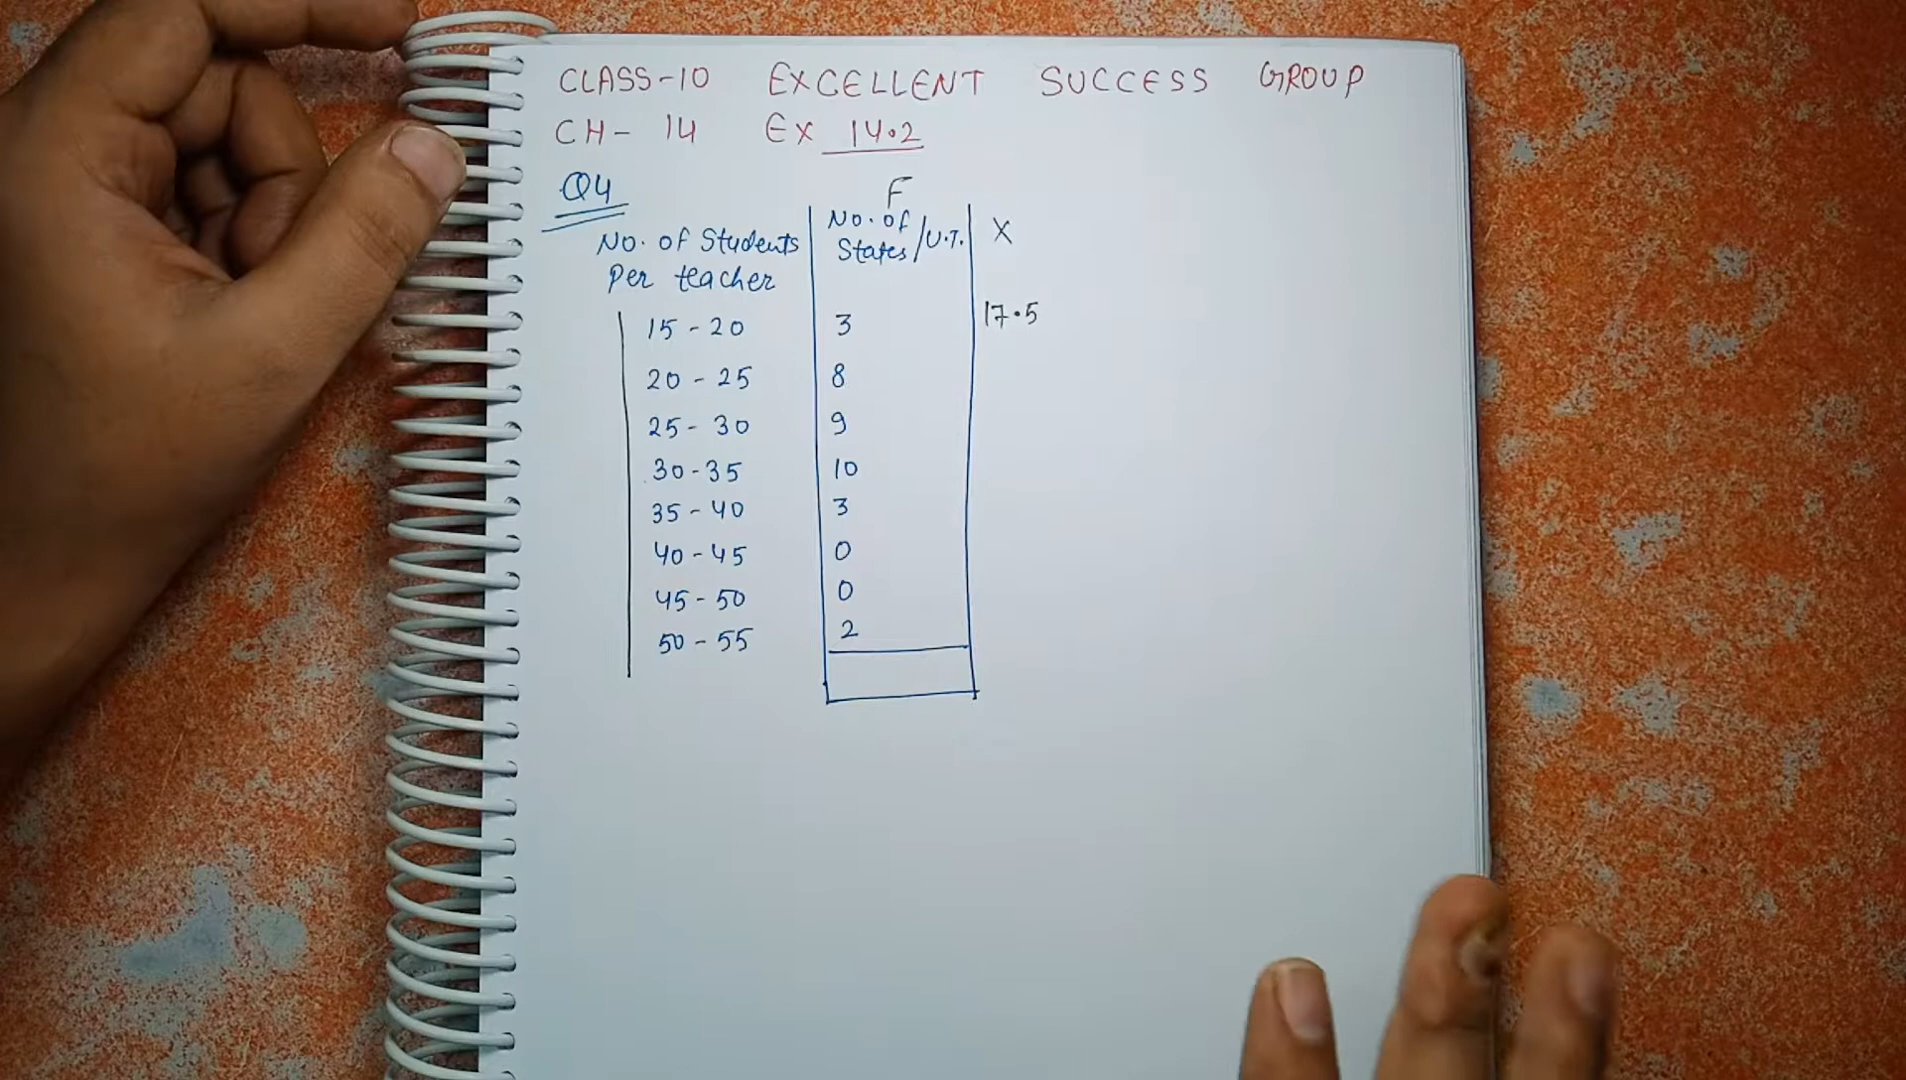 CLASS-10 EXCELLENT SUCCESS GROUP
CH- 14 EX 14.2
Q4
F
No. of Students Per teacher
No. of States/U.T.
X
15 - 20 3 17.5
20 - 25 8
25 - 30 9
30 - 35 10
35 - 40 3
40 - 45 0
45 - 50 0
50 - 55 2